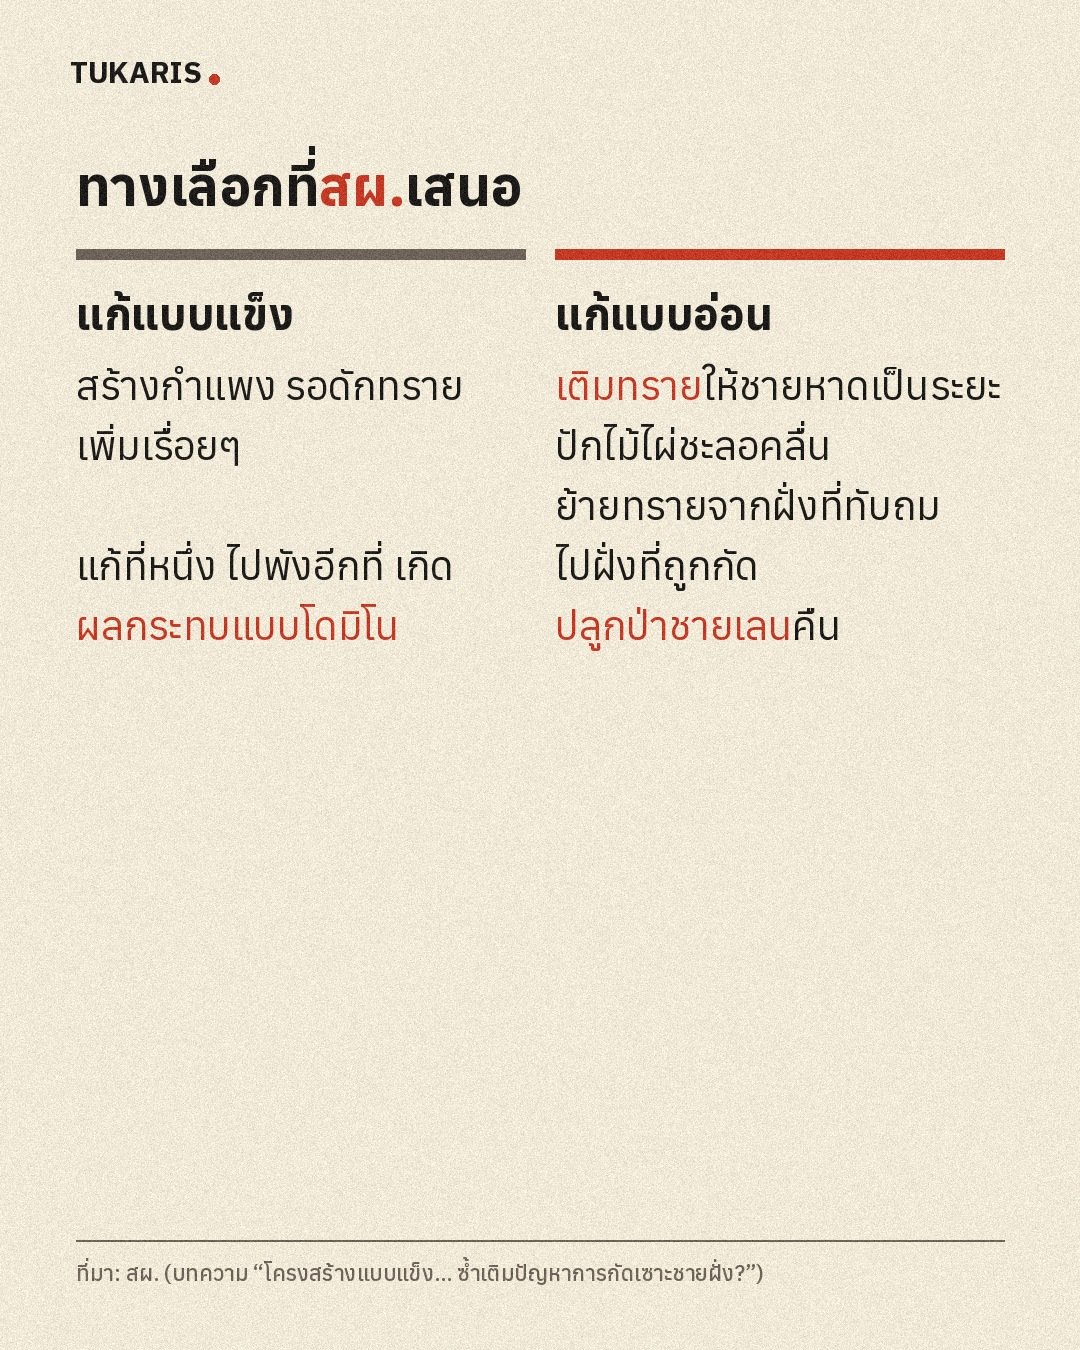 TUKARIS
ทางเลือกที่สผ.เสนอ
แก้แบบแข็ง
สร้างกำแพง รอดักทราย
เพิ่มเรื่อยๆ
แก้ที่หนึ่ง ไปพังอีกที่ เกิด
ผลกระทบแบบโดมิโน
แก้แบบอ่อน
เติมทรายให้ชายหาดเป็นระยะ
ปักไม้ไผ่ชะลอคลื่น
ย้ายทรายจากฝั่งที่ทับถม
ไปฝั่งที่ถูกกัด
ปลูกป่าชายเลนคืน
ที่มา: สผ. (บทความ “โครงสร้างแบบแข็ง... ซ้ำเติมปัญหาการกัดเซาะชายฝั่ง?”)